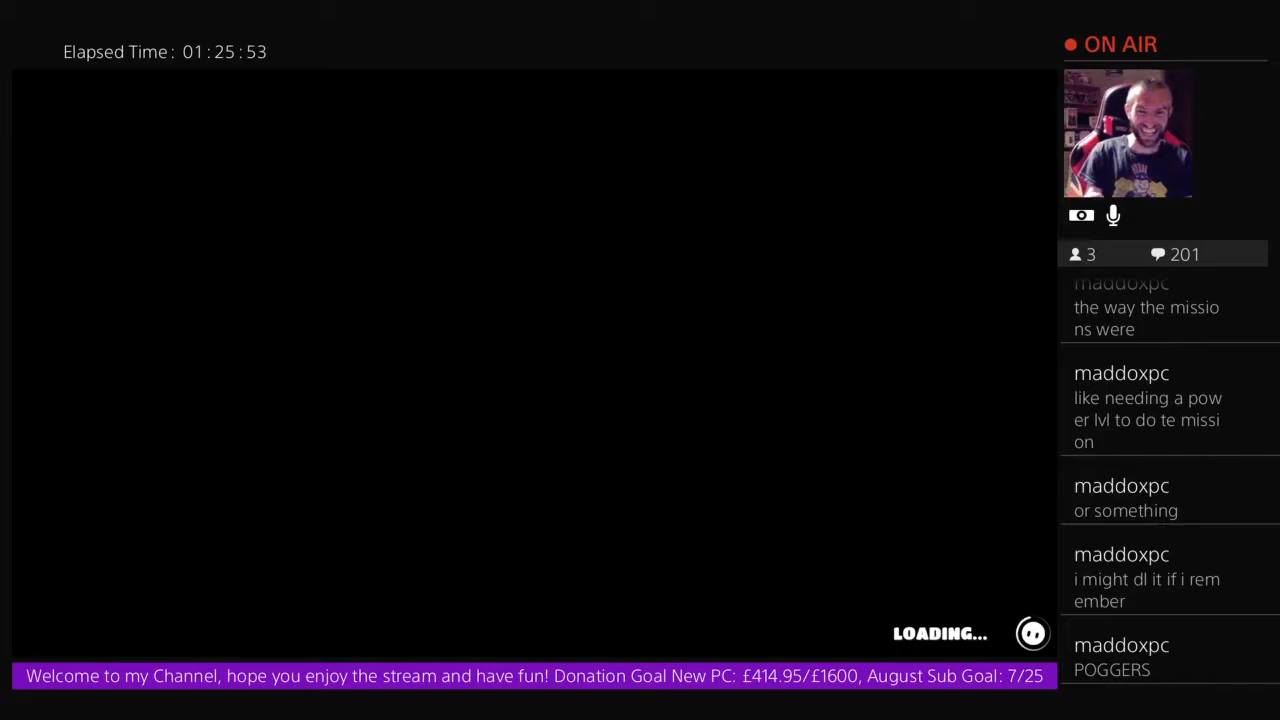 Elapsed Time: 01:25:53
ON AIR
3
201
maddoxpc
the way the missio
ns were
maddoxpc
like needing a pow
er lvl to do te missi
on
maddoxpc
or something
maddoxpc
i might dl it if i rem
ember
maddoxpc
POGGERS
LOADING...
Welcome to my Channel, hope you enjoy the stream and have fun! Donation Goal New PC: £414.95/£1600, August Sub Goal: 7/25